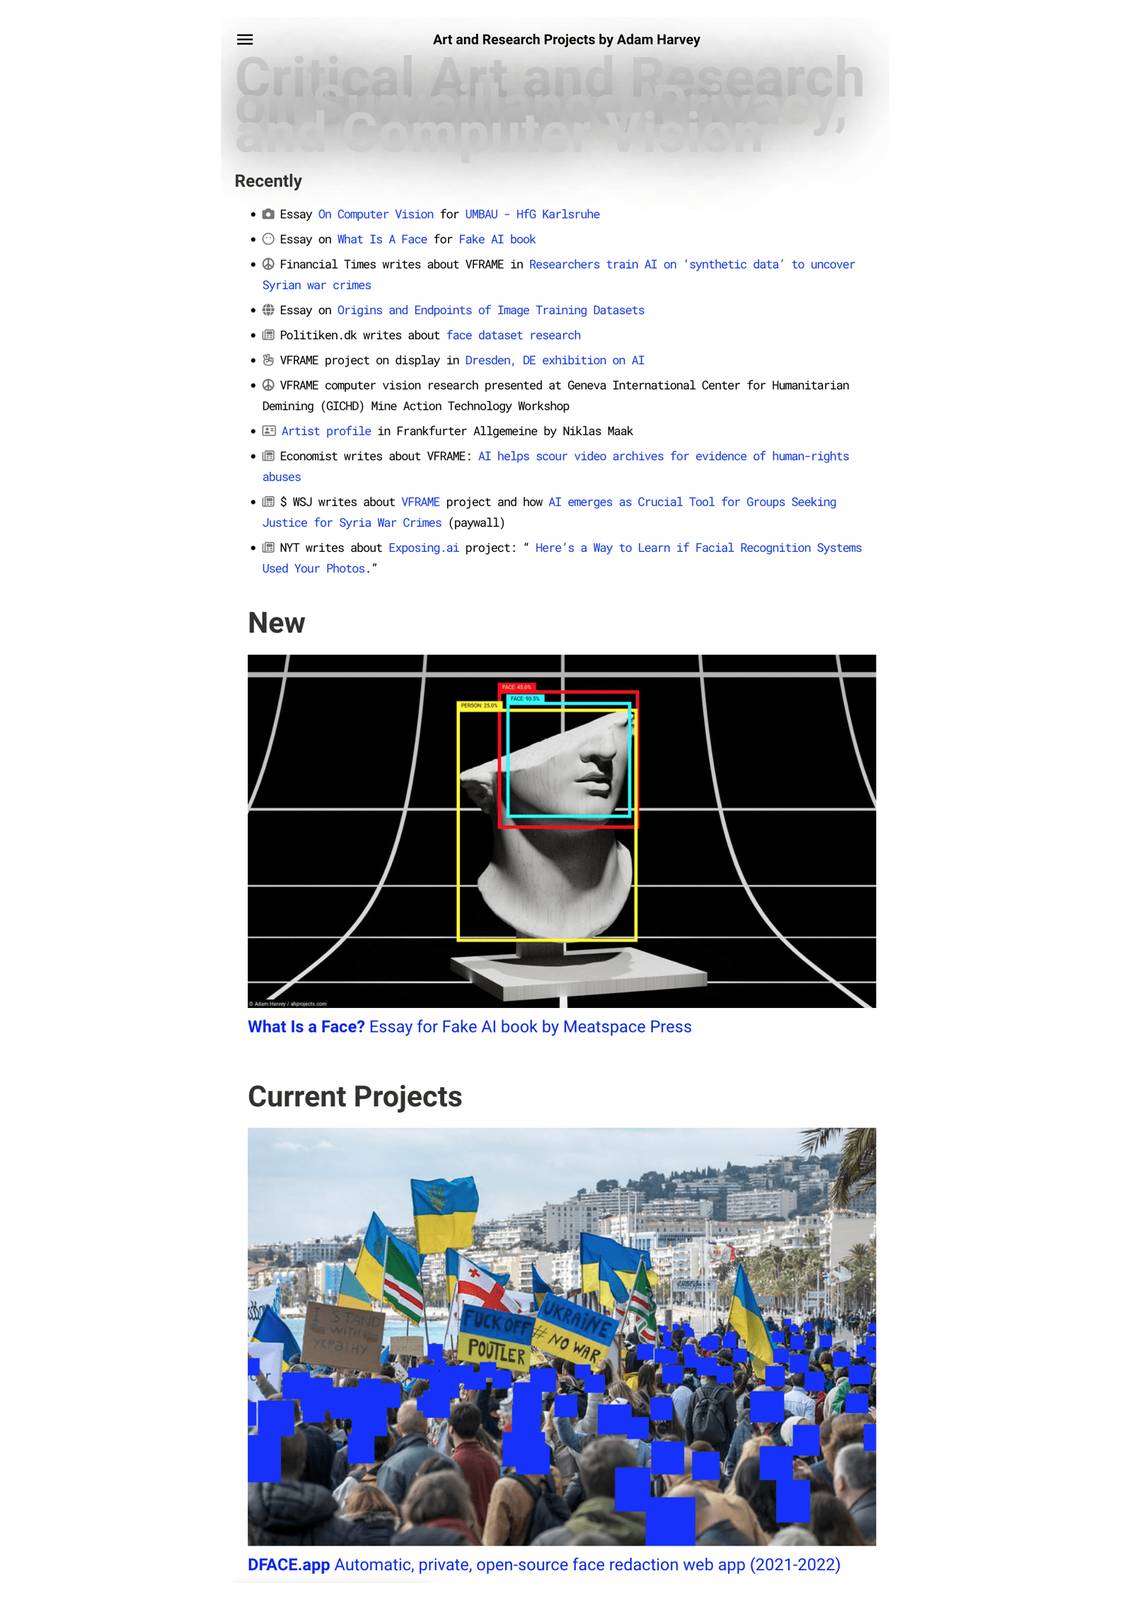 Art and Research Projects by Adam Harvey
Critical Art and Research
on Surveillance, Privacy,
and Computer Vision
Recently
Essay On Computer Vision for UMBAU - HfG Karlsruhe
Essay on What Is A Face for Fake AI book
Financial Times writes about VFRAME in Researchers train AI on ‘synthetic data’ to uncover
Syrian war crimes
Essay on Origins and Endpoints of Image Training Datasets
Politiken.dk writes about face dataset research
VFRAME project on display in Dresden, DE exhibition on AI
VFRAME computer vision research presented at Geneva International Center for Humanitarian
Demining (GICHD) Mine Action Technology Workshop
Artist profile in Frankfurter Allgemeine by Niklas Maak
Economist writes about VFRAME: AI helps scour video archives for evidence of human-rights
abuses
$ WSJ writes about VFRAME project and how AI emerges as Crucial Tool for Groups Seeking
Justice for Syria War Crimes (paywall)
NYT writes about Exposing.ai project: “ Here’s a Way to Learn if Facial Recognition Systems
Used Your Photos.”
New
FACE:
FACE: 93.5%
PERSON: 25.0%
© Adam Harvey / ahprojects.com
What Is a Face? Essay for Fake AI book by Meatspace Press
Current Projects
I STAND
WITH
УКРАЇНУ
FUCK OFF
POUTLER
UKRAINE
# NO WAR
DFACE.app Automatic, private, open-source face redaction web app (2021-2022)